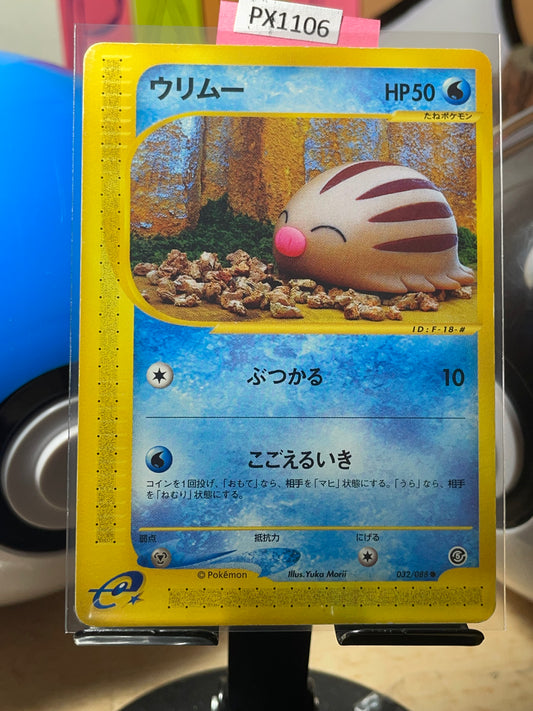 PX1106
ウリムー
HP50
たねポケモン
ID:F-18-#
ぶつかる 10
こごえるいき
コインを1回投げ、「おもて」なら、相手を「マヒ」状態にする。「うら」なら、相手
を「ねむり」状態にする。
弱点 抵抗力 にげる
©Pokémon Illus.Yuka Morii 032/088
e